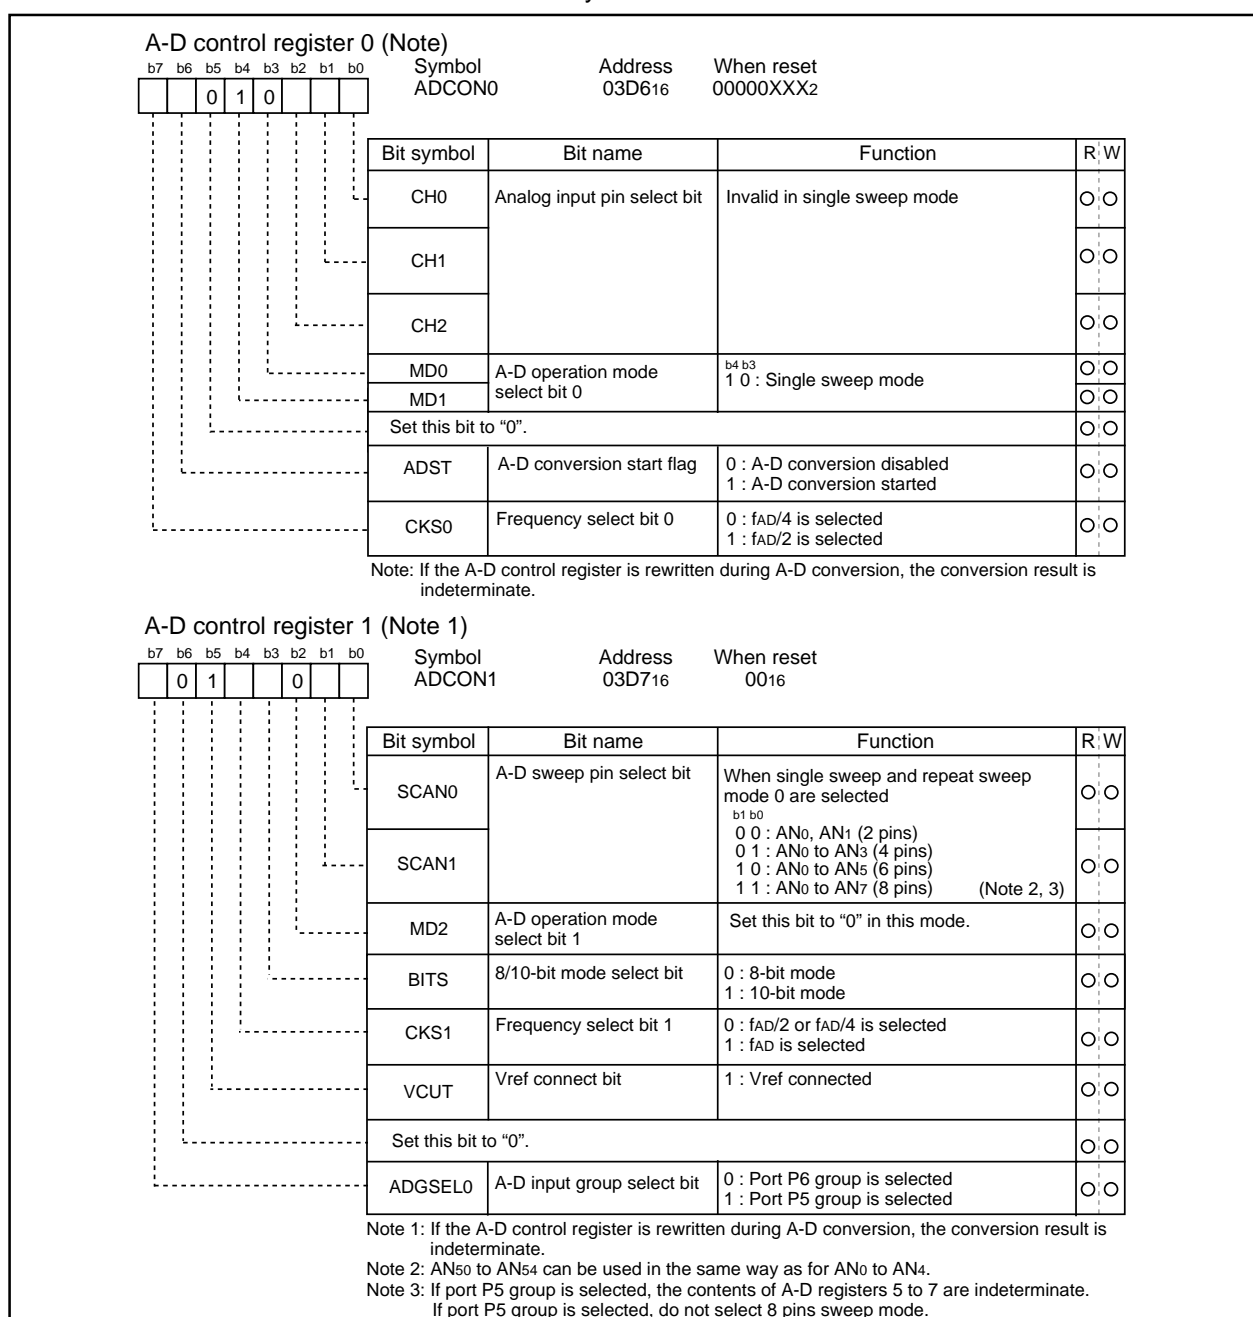 A-D control register 0 (Note)
b7 b6 b5 b4 b3 b2 b1 b0
Symbol Address When reset
ADCON0 03D616 00000XXX2
0 1 0
Bit symbol Bit name Function R W
CH0 Analog input pin select bit Invalid in single sweep mode
CH1
CH2
MD0 A-D operation mode select bit 0 b4 b3
1 0 : Single sweep mode
MD1
Set this bit to “0”.
ADST A-D conversion start flag 0 : A-D conversion disabled
1 : A-D conversion started
CKS0 Frequency select bit 0 0 : fAD/4 is selected
1 : fAD/2 is selected
Note: If the A-D control register is rewritten during A-D conversion, the conversion result is
indeterminate.
A-D control register 1 (Note 1)
b7 b6 b5 b4 b3 b2 b1 b0
Symbol Address When reset
ADCON1 03D716 0016
0 1 0
Bit symbol Bit name Function R W
SCAN0 A-D sweep pin select bit When single sweep and repeat sweep
mode 0 are selected
b1 b0
0 0 : AN0, AN1 (2 pins)
0 1 : AN0 to AN3 (4 pins)
1 0 : AN0 to AN5 (6 pins)
1 1 : AN0 to AN7 (8 pins) (Note 2, 3)
SCAN1
MD2 A-D operation mode
select bit 1 Set this bit to “0” in this mode.
BITS 8/10-bit mode select bit 0 : 8-bit mode
1 : 10-bit mode
CKS1 Frequency select bit 1 0 : fAD/2 or fAD/4 is selected
1 : fAD is selected
VCUT Vref connect bit 1 : Vref connected
Set this bit to “0”.
ADGSEL0 A-D input group select bit 0 : Port P6 group is selected
1 : Port P5 group is selected
Note 1: If the A-D control register is rewritten during A-D conversion, the conversion result is
indeterminate.
Note 2: AN50 to AN54 can be used in the same way as for AN0 to AN4.
Note 3: If port P5 group is selected, the contents of A-D registers 5 to 7 are indeterminate.
If port P5 group is selected, do not select 8 pins sweep mode.